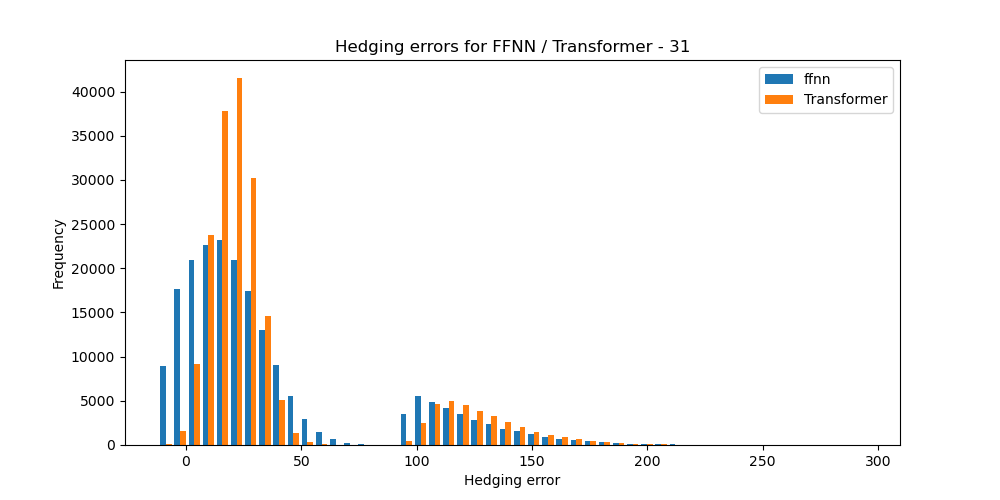 Hedging errors for FFNN / Transformer - 31
ffnn
Transformer
Frequency
40000
35000
30000
25000
20000
15000
10000
5000
0
0 50 100 150 200 250 300
Hedging error